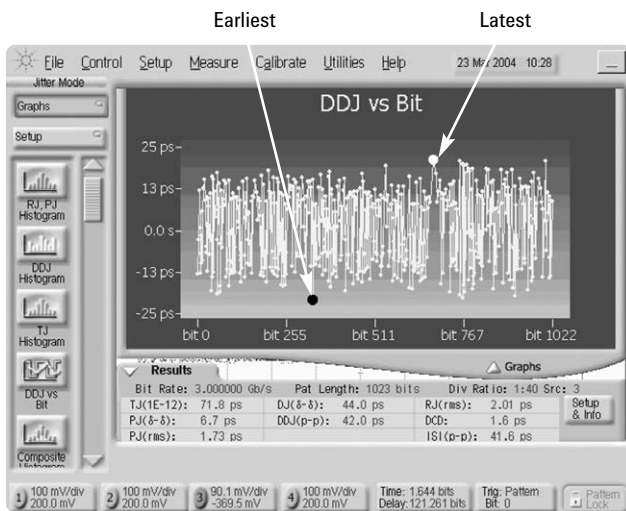 Earliest Latest
File Control Setup Measure Calibrate Utilities Help 23 Mar 2004 10:28
Jitter Mode
Graphs
Setup
RJ, PJ
Histogram
DDJ
Histogram
TJ
Histogram
DDJ vs
Bit
Composite
DDJ vs Bit
25 ps
13 ps
0.0 s
-13 ps
-25 ps
bit 0 bit 255 bit 511 bit 767 bit 1022
Results Graphs
Bit Rate: 3.000000 Gb/s Pat Length: 1023 bits Div Ratio: 1:40 Src: 3
TJ(1E-12): 71.8 ps DJ(δ-δ): 44.0 ps RJ(rms): 2.01 ps
PJ(δ-δ): 6.7 ps DDJ(p-p): 42.0 ps DCD: 1.6 ps
PJ(rms): 1.73 ps ISI(p-p): 41.6 ps
Setup
& Info
1 100 mV/div 2 100 mV/div 3 90.1 mV/div 4 100 mV/div Time: 1.644 bits Trig: Pattern Pattern
200.0 mV 200.0 mV -369.5 mV 200.0 mV Delay: 121.261 bits Bit: 0 Lock